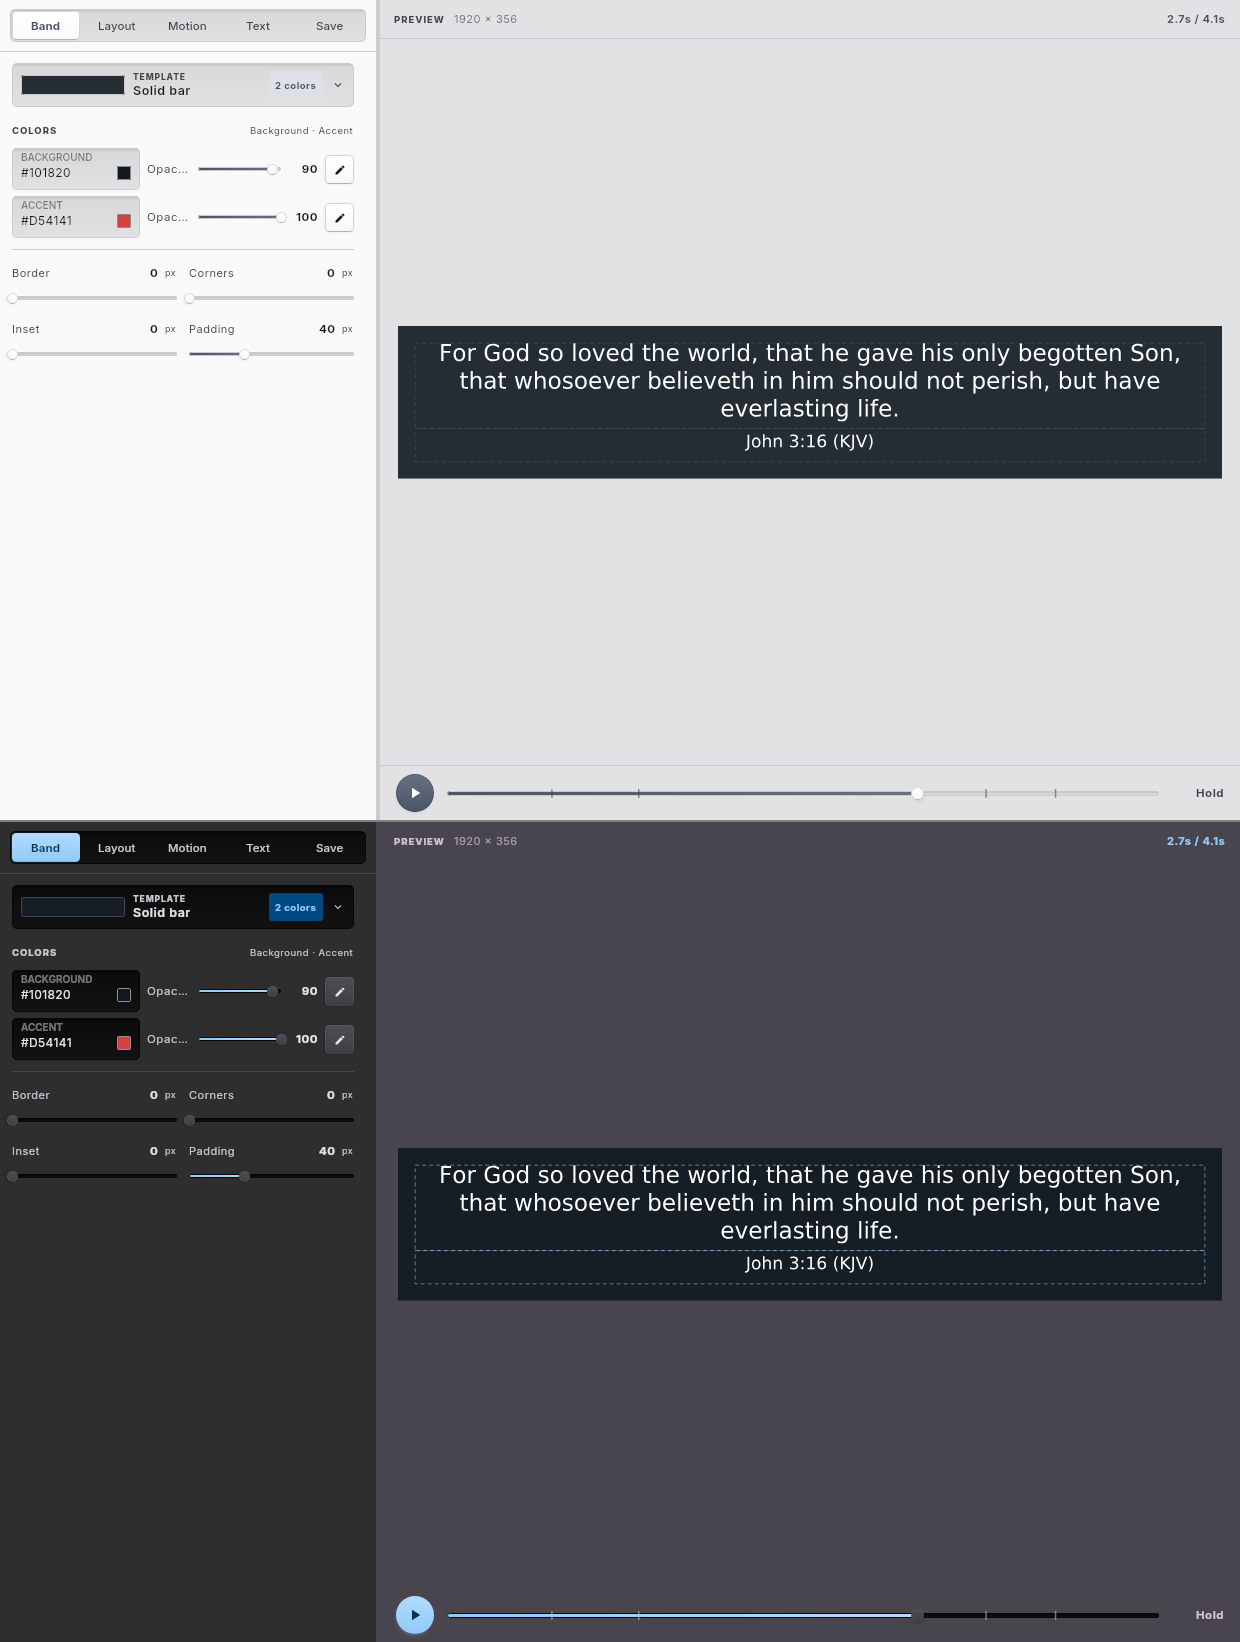 Band Layout Motion Text Save
TEMPLATE
Solid bar
2 colors
COLORS
Background · Accent
BACKGROUND
#101820
Opac... 90
ACCENT
#D54141
Opac... 100
Border 0 px Corners 0 px
Inset 0 px Padding 40 px
PREVIEW 1920 × 356
2.7s / 4.1s
For God so loved the world, that he gave his only begotten Son,
that whosoever believeth in him should not perish, but have
everlasting life.
John 3:16 (KJV)
Hold
Band Layout Motion Text Save
TEMPLATE
Solid bar
2 colors
COLORS
Background · Accent
BACKGROUND
#101820
Opac... 90
ACCENT
#D54141
Opac... 100
Border 0 px Corners 0 px
Inset 0 px Padding 40 px
PREVIEW 1920 × 356
2.7s / 4.1s
For God so loved the world, that he gave his only begotten Son,
that whosoever believeth in him should not perish, but have
everlasting life.
John 3:16 (KJV)
Hold